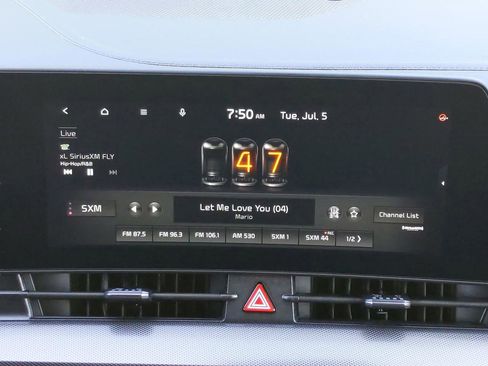 7:50 AM Tue, Jul. 5
Live
xL SiriusXM FLY
Hip-Hop/R&B
47
SXM
Let Me Love You (04)
Mario
Channel List
FM 87.5 FM 96.3 FM 106.1 AM 530 SXM 1 SXM 44 1/2 >
SiriusXM